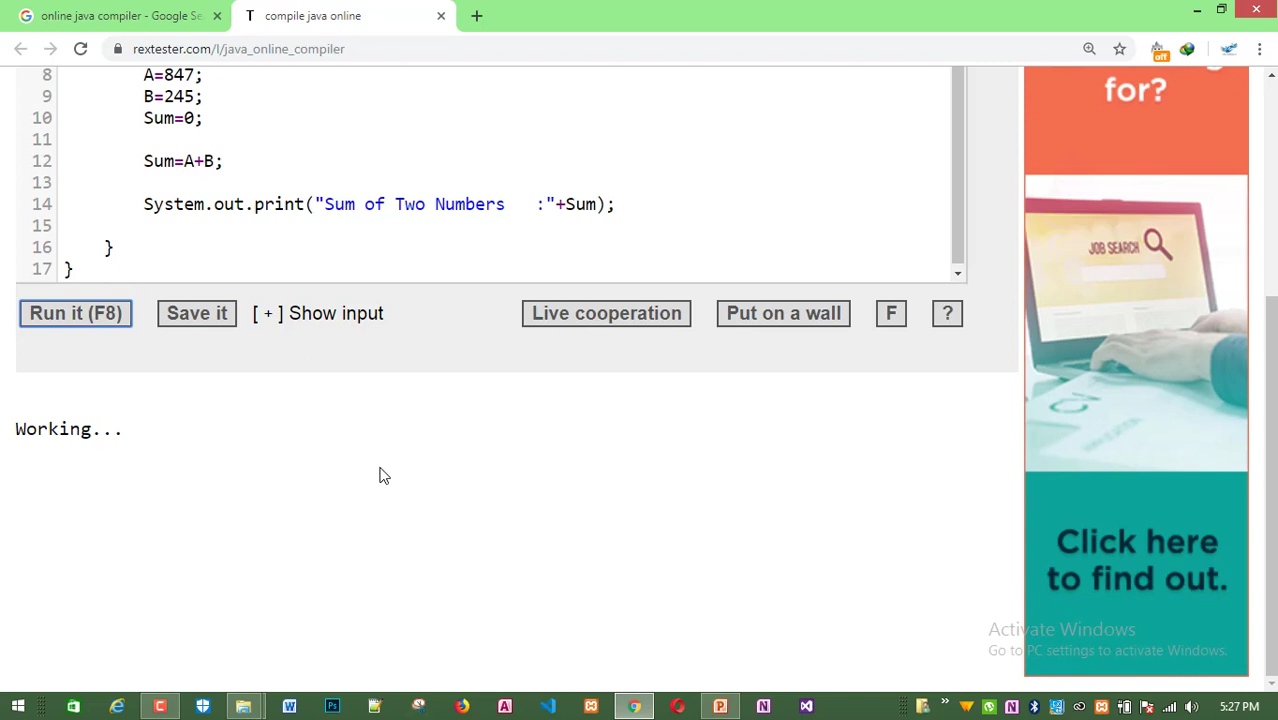 online java compiler - Google Se
compile java online
rextester.com/l/java_online_compiler
off
8 A=847;
9 B=245;
10 Sum=0;
11
12 Sum=A+B;
13
14 System.out.print("Sum of Two Numbers   :"+Sum);
15
16 }
17 }
Run it (F8)
Save it
[ + ] Show input
Live cooperation
Put on a wall
F
?
Working...
for?
JOB SEARCH
Click here
to find out.
Activate Windows
Go to PC settings to activate Windows.
5:27 PM